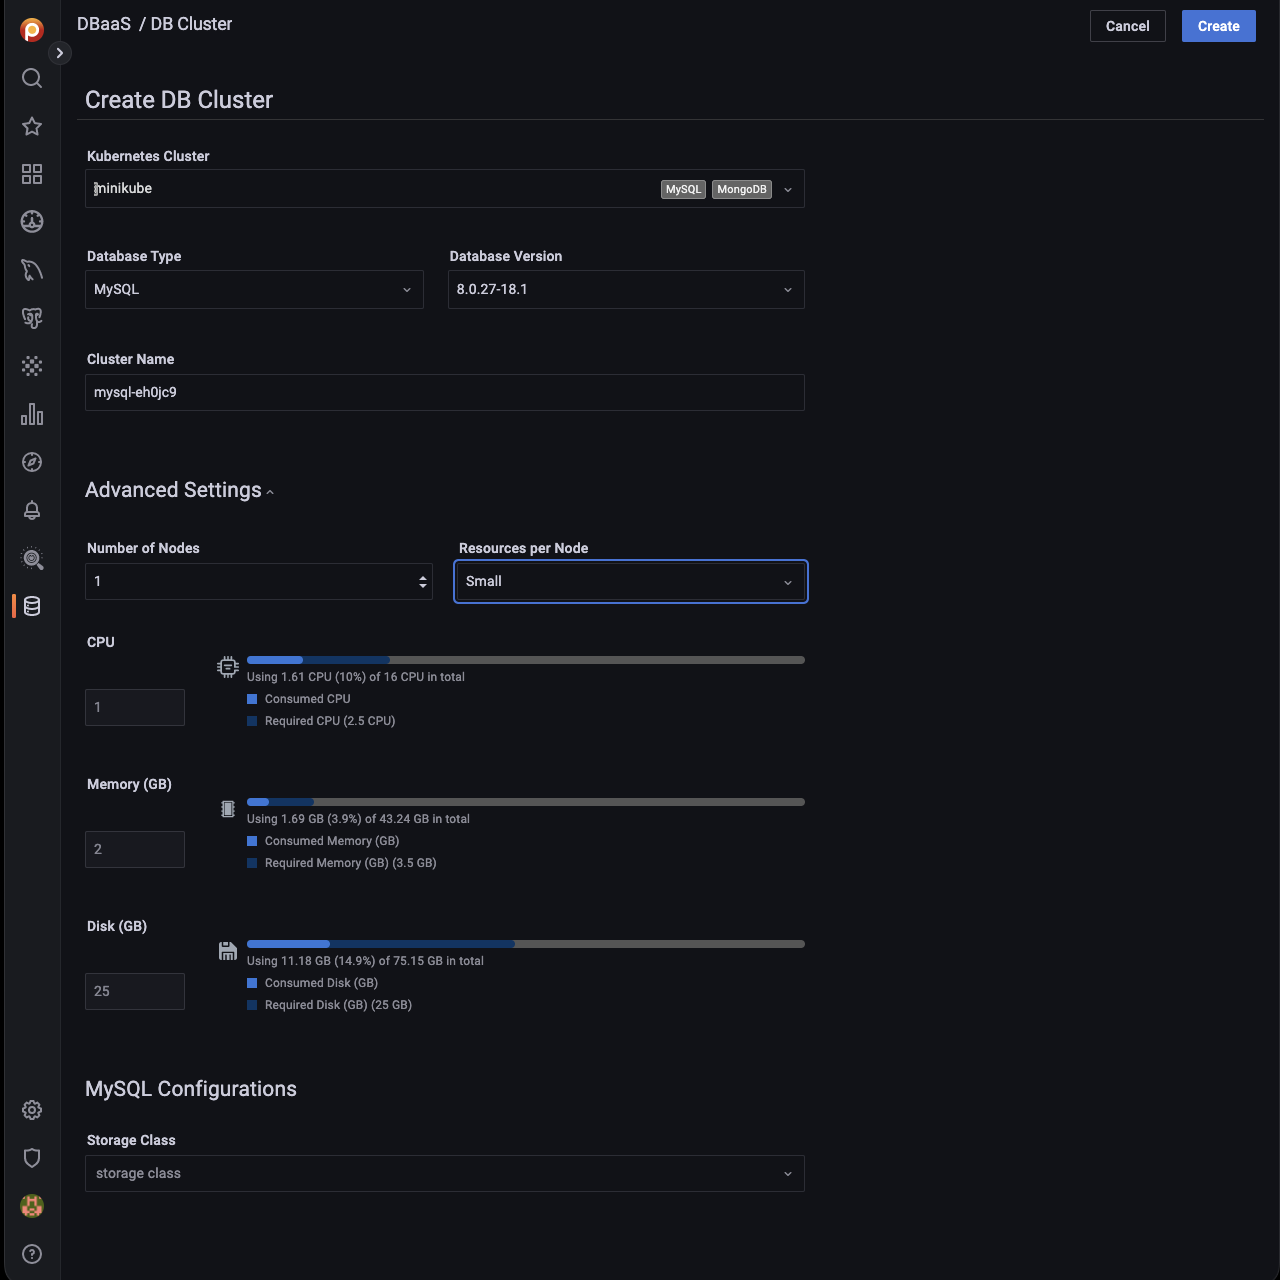 DBaaS / DB Cluster
Cancel
Create
Create DB Cluster
Kubernetes Cluster
minikube
MySQL
MongoDB
Database Type
Database Version
MySQL
8.0.27-18.1
Cluster Name
mysql-eh0jc9
Advanced Settings
Number of Nodes
Resources per Node
1
Small
CPU
Using 1.61 CPU (10%) of 16 CPU in total
Consumed CPU
1
Required CPU (2.5 CPU)
Memory (GB)
Using 1.69 GB (3.9%) of 43.24 GB in total
Consumed Memory (GB)
2
Required Memory (GB) (3.5 GB)
Disk (GB)
Using 11.18 GB (14.9%) of 75.15 GB in total
Consumed Disk (GB)
25
Required Disk (GB) (25 GB)
MySQL Configurations
Storage Class
storage class